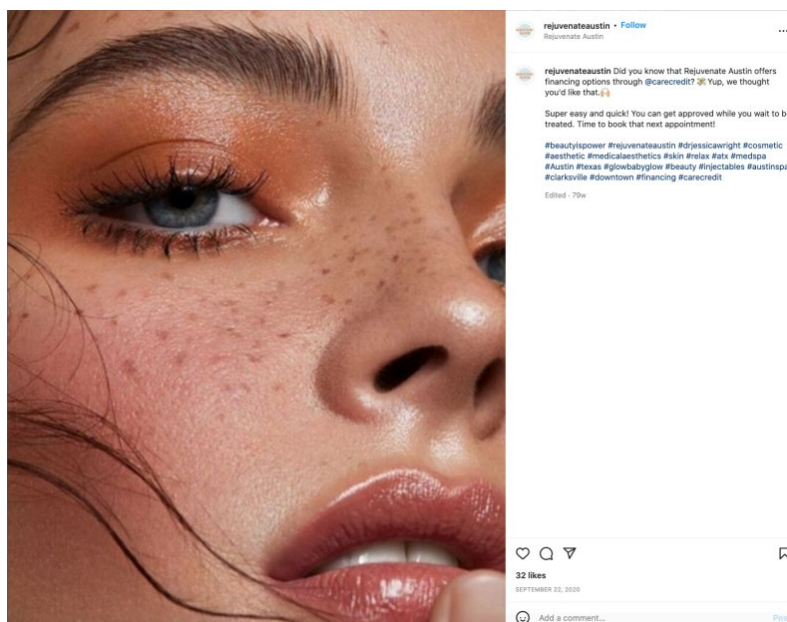 rejuvenateaustin • Follow
Rejuvenate Austin
rejuvenateaustin Did you know that Rejuvenate Austin offers
financing options through @carecredit? 💸 Yup, we thought
you'd like that.🙌🏼
Super easy and quick! You can get approved while you wait to b
treated. Time to book that next appointment!
#beautyispower #rejuvenateaustin #drjessicawright #cosmetic
#aesthetic #medicalaesthetics #skin #relax #atx #medspa
#Austin #texas #glowbabyglow #beauty #injectables #austinspa
#clarksville #downtown #financing #carecredit
Edited · 79w
32 likes
SEPTEMBER 22, 2020
Add a comment...
Pos